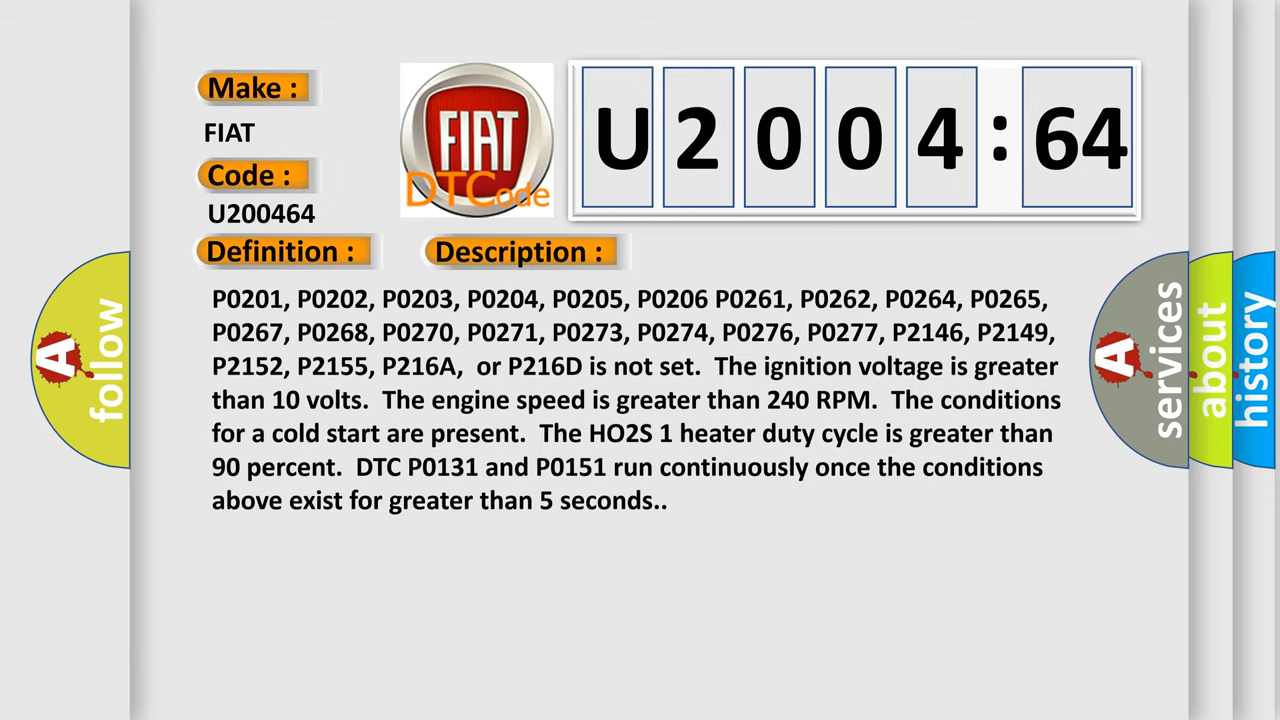 Make :
FIAT
Code :
U200464
FIAT
DTCode
U2004:64
Definition :
Description :
P0201, P0202, P0203, P0204, P0205, P0206 P0261, P0262, P0264, P0265,
P0267, P0268, P0270, P0271, P0273, P0274, P0276, P0277, P2146, P2149,
P2152, P2155, P216A, or P216D is not set The ignition voltage is greater
than 10 volts The engine speed is greater than 240 RPM The conditions
for a cold start are present The HO2S 1 heater duty cycle is greater than
90 percent DTC P0131 and P0151 run continuously once the conditions
above exist for greater than 5 seconds..
A
follow
A
services
about
history